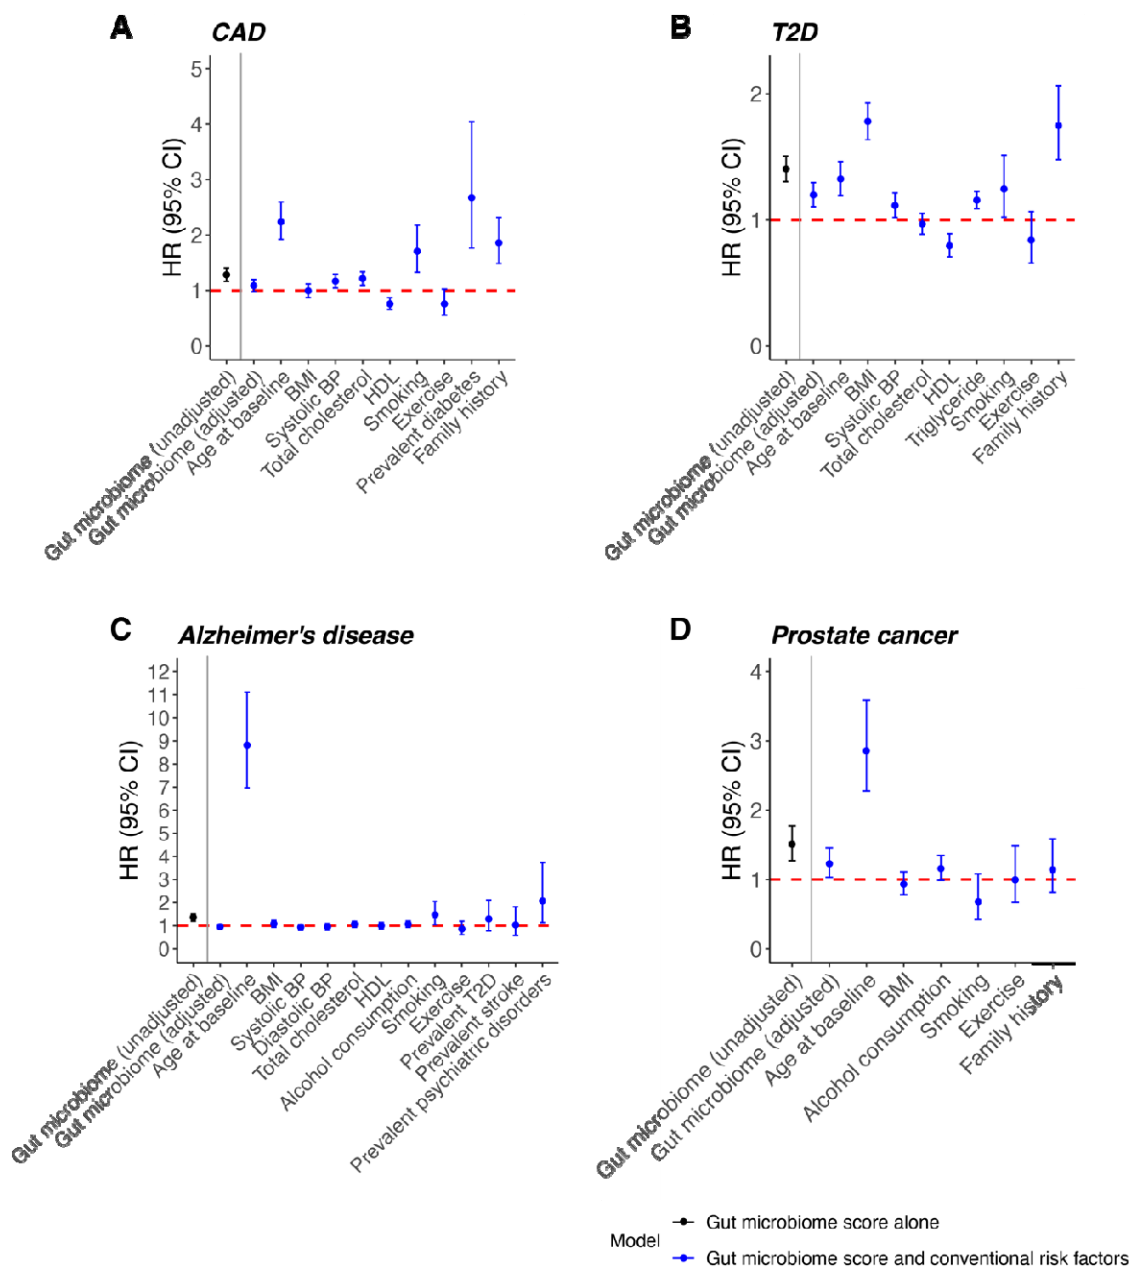 A CAD
5
4
3
2
1
0
HR (95% CI)
Gut microbiome (unadjusted)
Gut microbiome (adjusted)
Age at baseline
BMI
Systolic BP
Total cholesterol
HDL
Smoking
Exercise
Prevalent diabetes
Family history
B T2D
2
1
0
HR (95% CI)
Gut microbiome (unadjusted)
Gut microbiome (adjusted)
Age at baseline
BMI
Systolic BP
Total cholesterol
HDL
Triglyceride
Smoking
Exercise
Family history
C Alzheimer's disease
12
11
10
9
8
7
6
5
4
3
2
1
0
HR (95% CI)
Gut microbiome (unadjusted)
Gut microbiome (adjusted)
Age at baseline
BMI
Systolic BP
Diastolic BP
Total cholesterol
HDL
Alcohol consumption
Smoking
Exercise
Prevalent T2D
Prevalent stroke
Prevalent psychiatric disorders
D Prostate cancer
4
3
2
1
0
HR (95% CI)
Gut microbiome (unadjusted)
Gut microbiome (adjusted)
Age at baseline
BMI
Alcohol consumption
Smoking
Exercise
Family history
Model
Gut microbiome score alone
Gut microbiome score and conventional risk factors